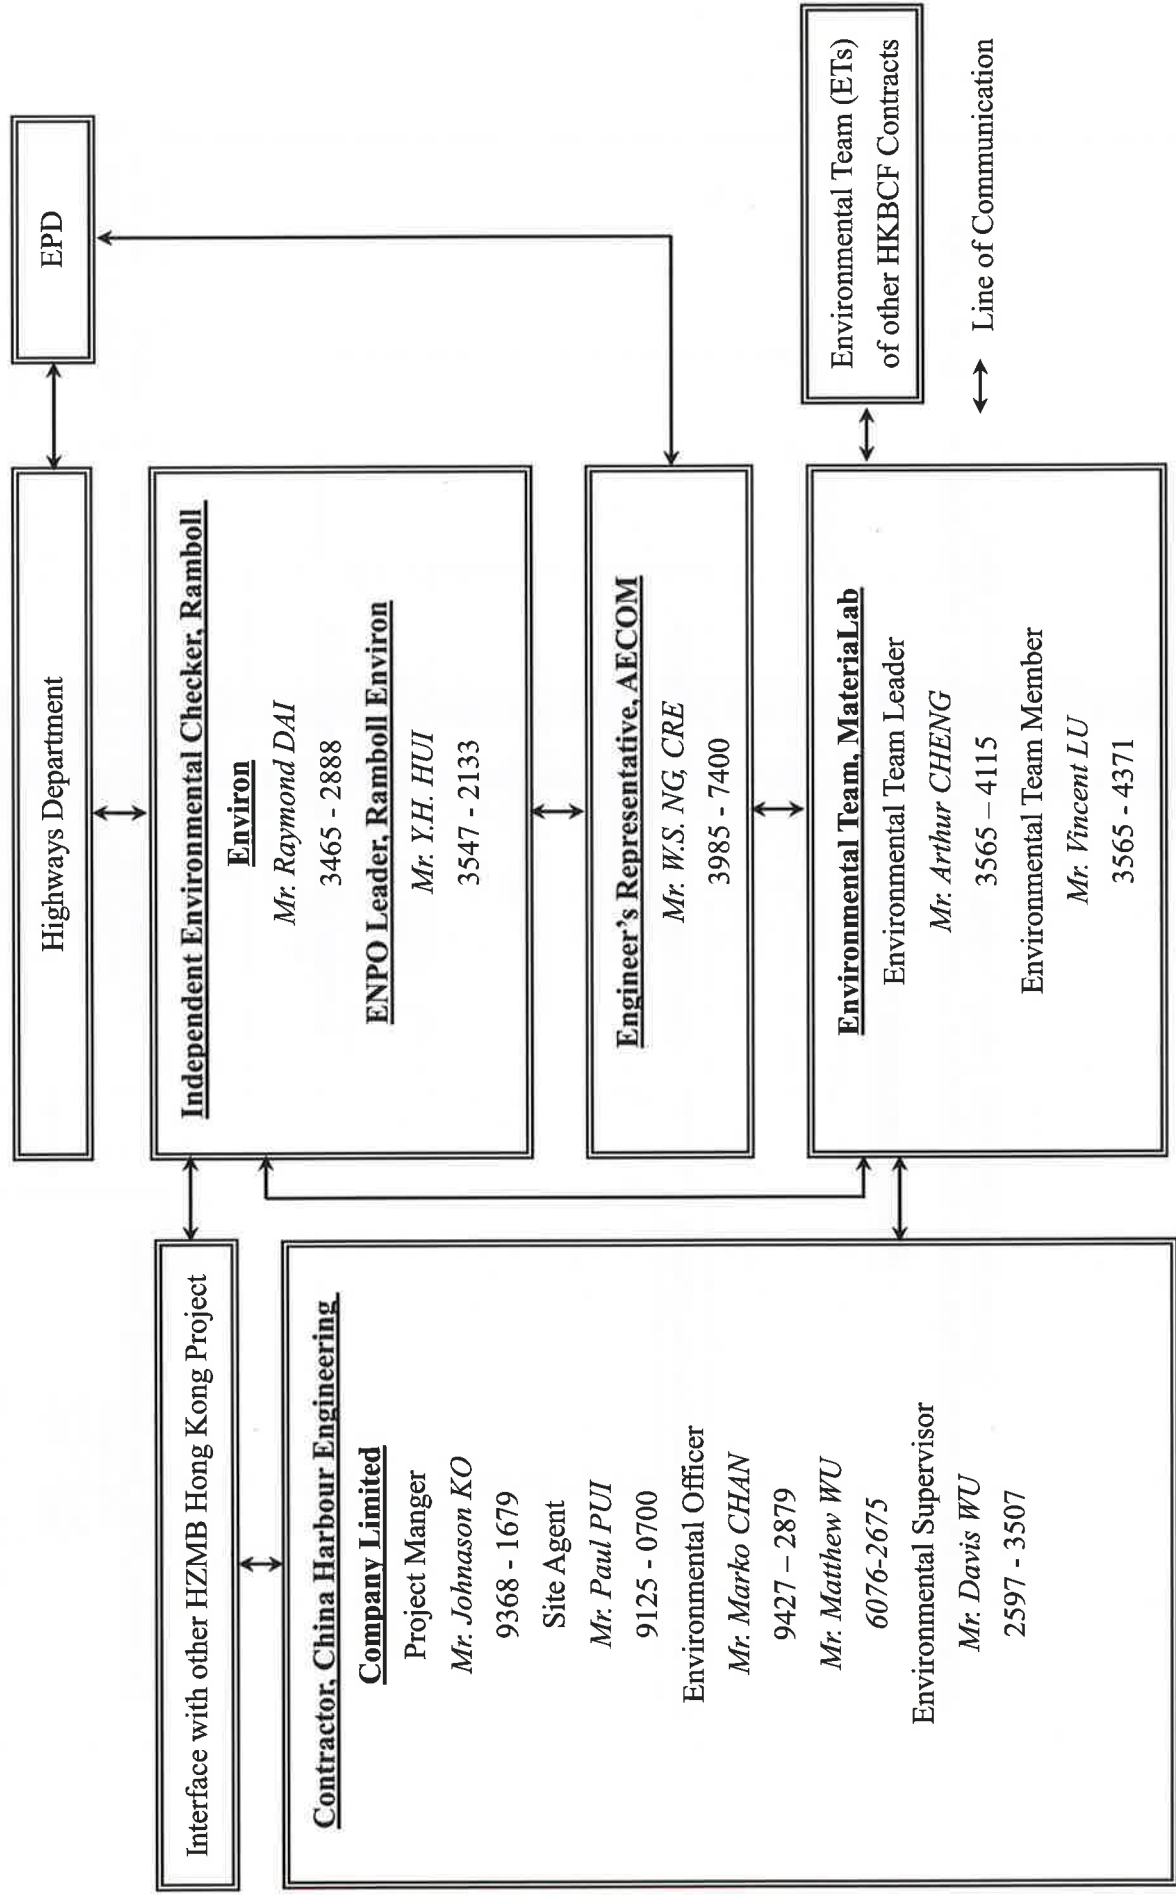 Highways Department
EPD
Interface with other HZMB Hong Kong Project
Independent Environmental Checker, Ramboll
Environ
Mr. Raymond DAI
3465 - 2888
ENPO Leader, Ramboll Environ
Mr. Y.H. HUI
3547 - 2133
Contractor, China Harbour Engineering
Company Limited
Project Manger
Mr. Johnason KO
9368 - 1679
Site Agent
Mr. Paul PUI
9125 - 0700
Environmental Officer
Mr. Marko CHAN
9427 – 2879
Mr. Matthew WU
6076-2675
Environmental Supervisor
Mr. Davis WU
2597 - 3507
Engineer's Representative, AECOM
Mr. W.S. NG, CRE
3985 - 7400
Environmental Team, MateriaLab
Environmental Team Leader
Mr. Arthur CHENG
3565 – 4115
Environmental Team Member
Mr. Vincent LU
3565 - 4371
Environmental Team (ETs)
of other HKBCF Contracts
Line of Communication